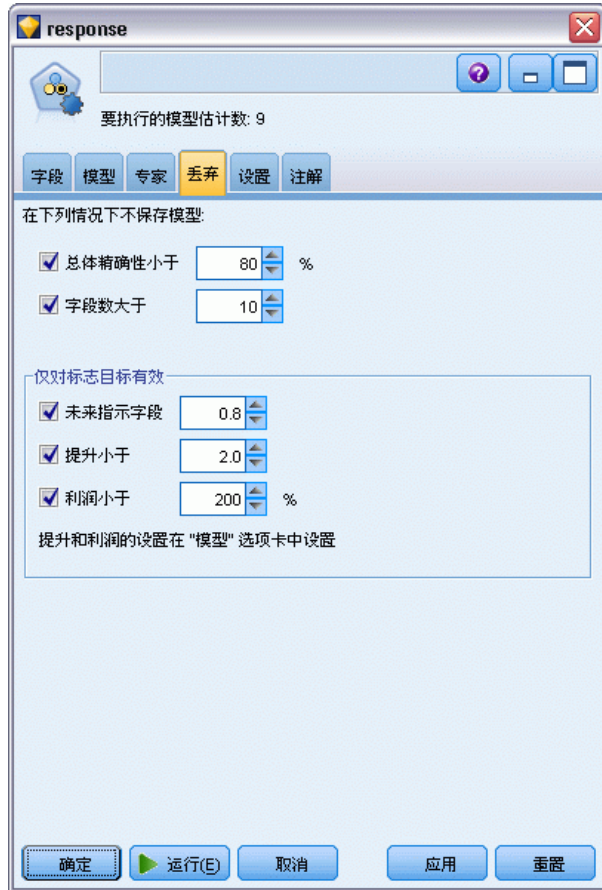 response
要执行的模型估计数: 9
字段 模型 专家 丢弃 设置 注解
在下列情况下不保存模型:
总体精确性小于 80 %
字段数大于 10
仅对标志目标有效
未来指示字段 0.8
提升小于 2.0
利润小于 200 %
提升和利润的设置在 "模型" 选项卡中设置
确定 运行(E) 取消 应用 重置